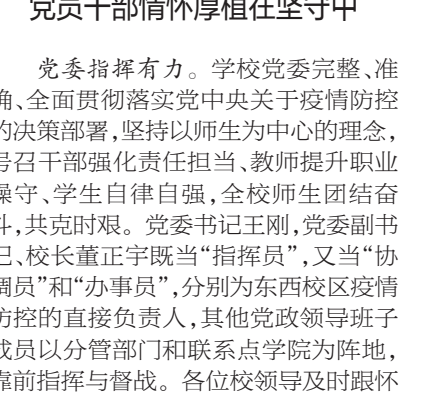 党员干部情怀厚植在坚守中
党委指挥有力。学校党委完整、准
确、全面贯彻落实党中央关于疫情防控
的决策部署,坚持以师生为中心的理念,
号召干部强化责任担当、教师提升职业
操守、学生自律自强,全校师生团结奋
斗,共克时艰。党委书记王刚,党委副书
记、校长董正宇既当“指挥员”,又当“协
调员”和“办事员”,分别为东西校区疫情
防控的直接负责人,其他党政领导班子
成员以分管部门和联系点学院为阵地,
靠前指挥与督战。各位校领导及时跟怀